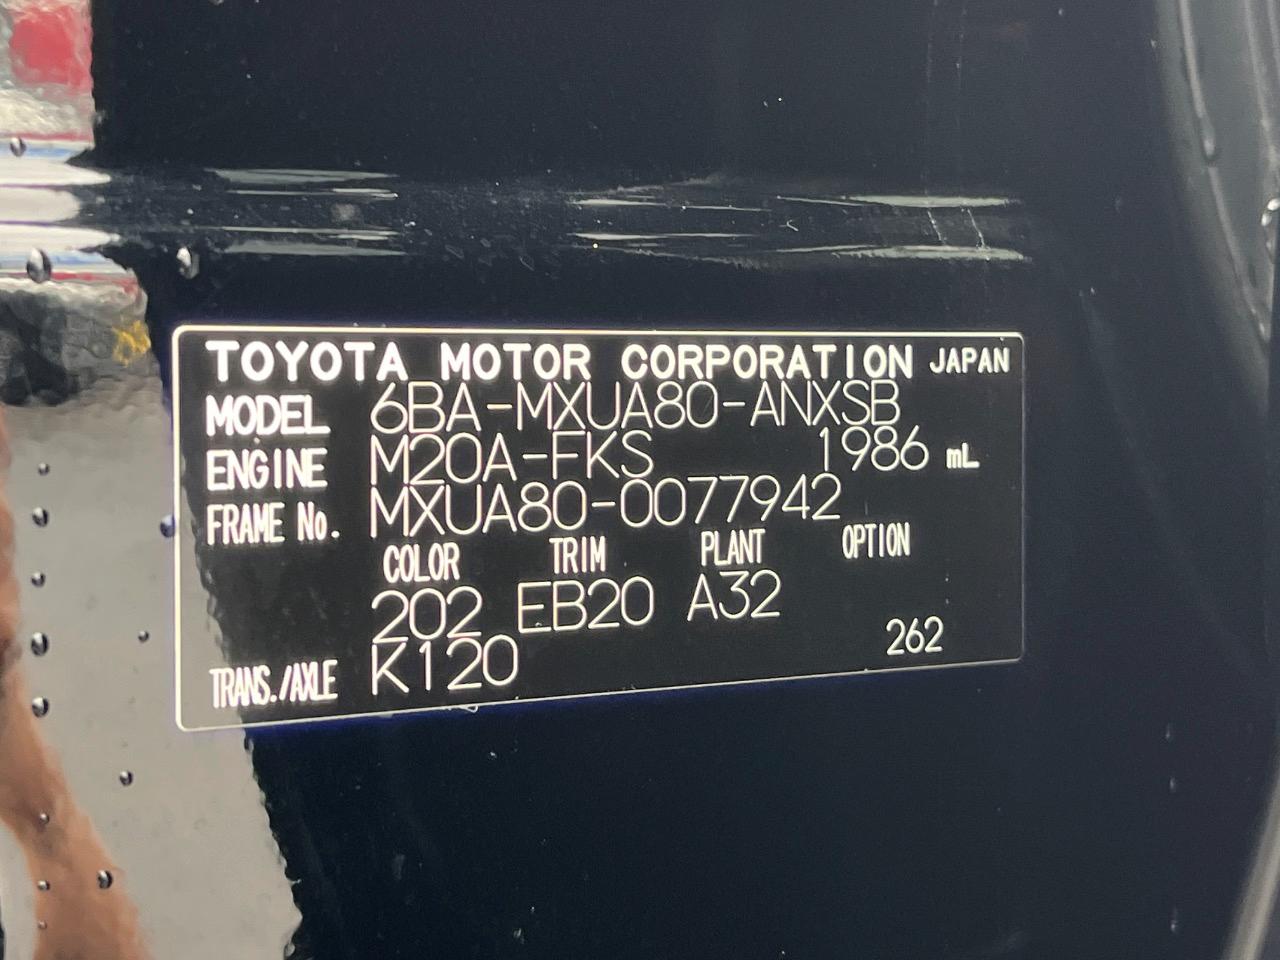 TOYOTA MOTOR CORPORATION JAPAN
MODEL 6BA-MXUA80-ANXSB
ENGINE M20A-FKS 1986 mL
FRAME No. MXUA80-0077942
COLOR TRIM PLANT OPTION
202 EB20 A32
TRANS./AXLE K120 262